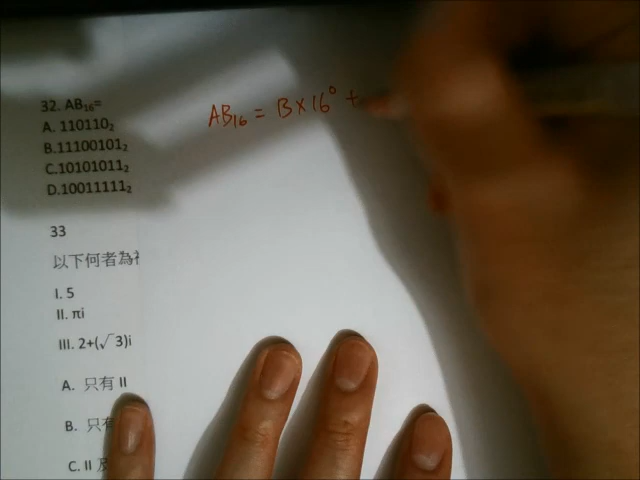 32. AB₁₆=
A. 110110₂
B.11100101₂
C.10101011₂
D.10011111₂
AB₁₆ = B×16⁰ +
33
以下何者為
I. 5
II. πi
III. 2+(√3)i
A. 只有 II
B. 只有
C. II 及